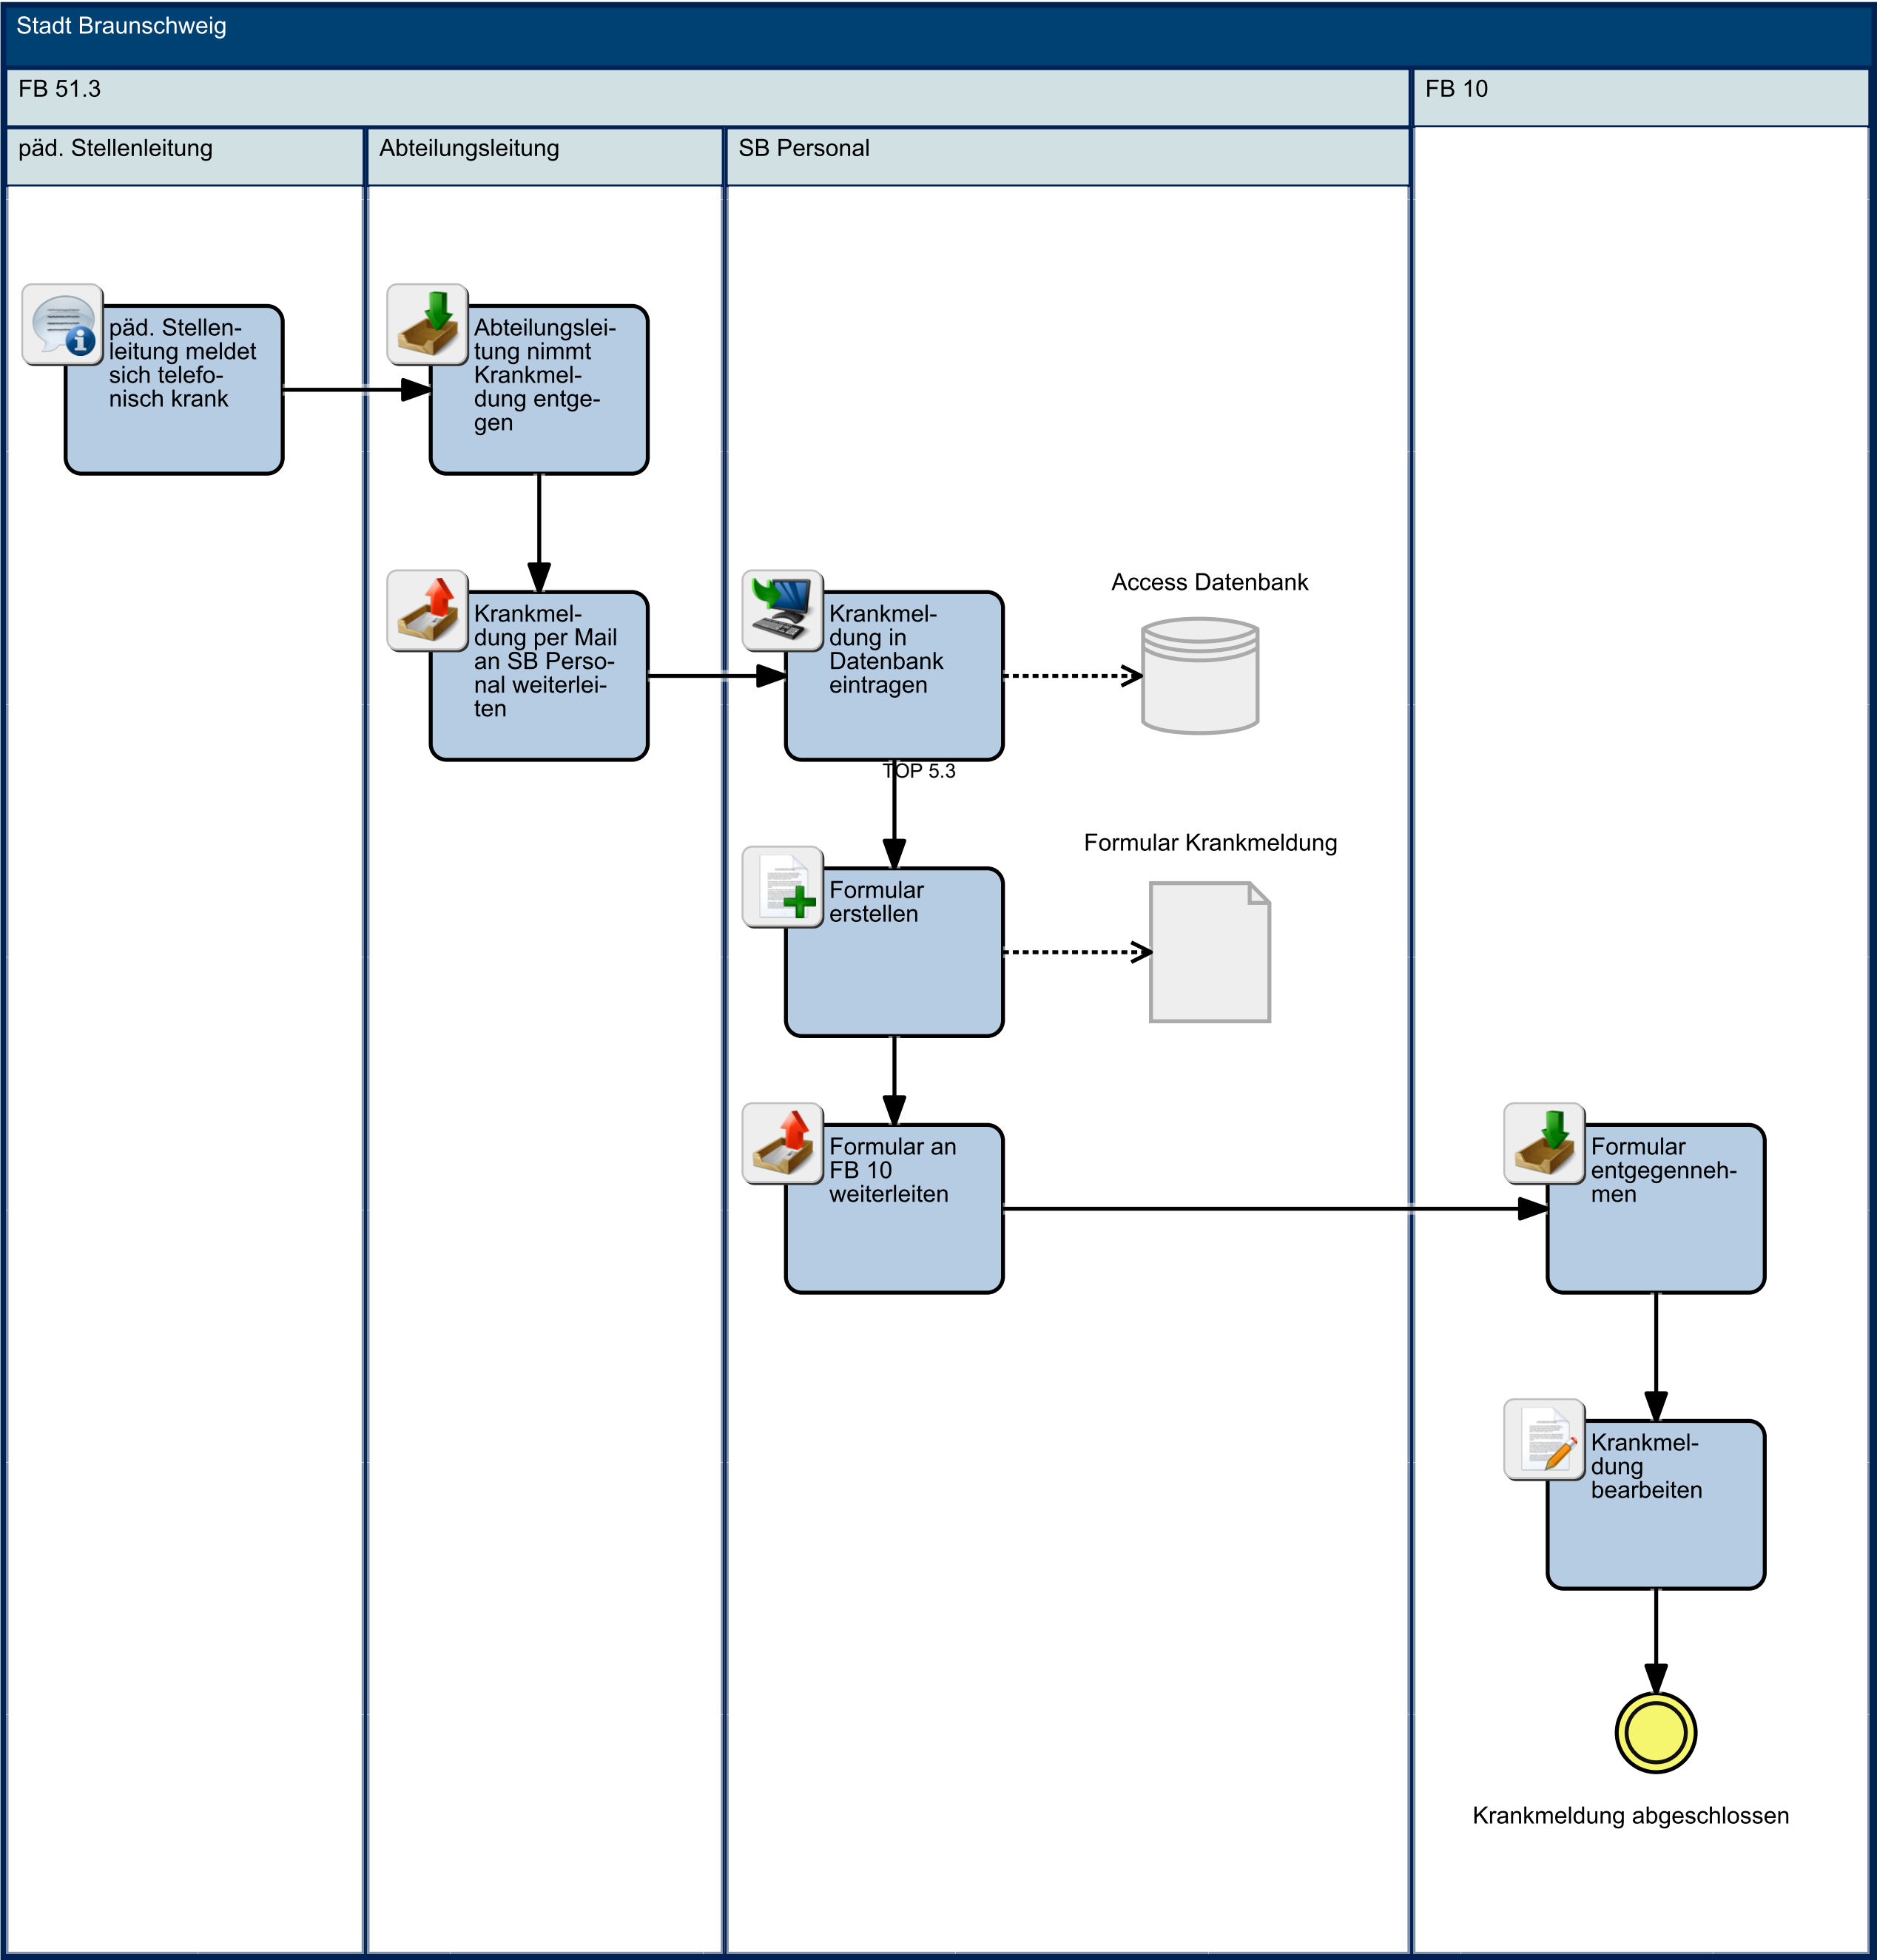 Stadt Braunschweig
FB 51.3
FB 10
päd. Stellenleitung
Abteilungsleitung
SB Personal
päd. Stellen-
leitung meldet
sich telefo-
nisch krank
Abteilungslei-
tung nimmt
Krankmel-
dung entge-
gen
Krankmel-
dung per Mail
an SB Perso-
nal weiterlei-
ten
Krankmel-
dung in
Datenbank
eintragen
Access Datenbank
TOP 5.3
Formular
erstellen
Formular Krankmeldung
Formular an
FB 10
weiterleiten
Formular
entgegenneh-
men
Krankmel-
dung
bearbeiten
Krankmeldung abgeschlossen